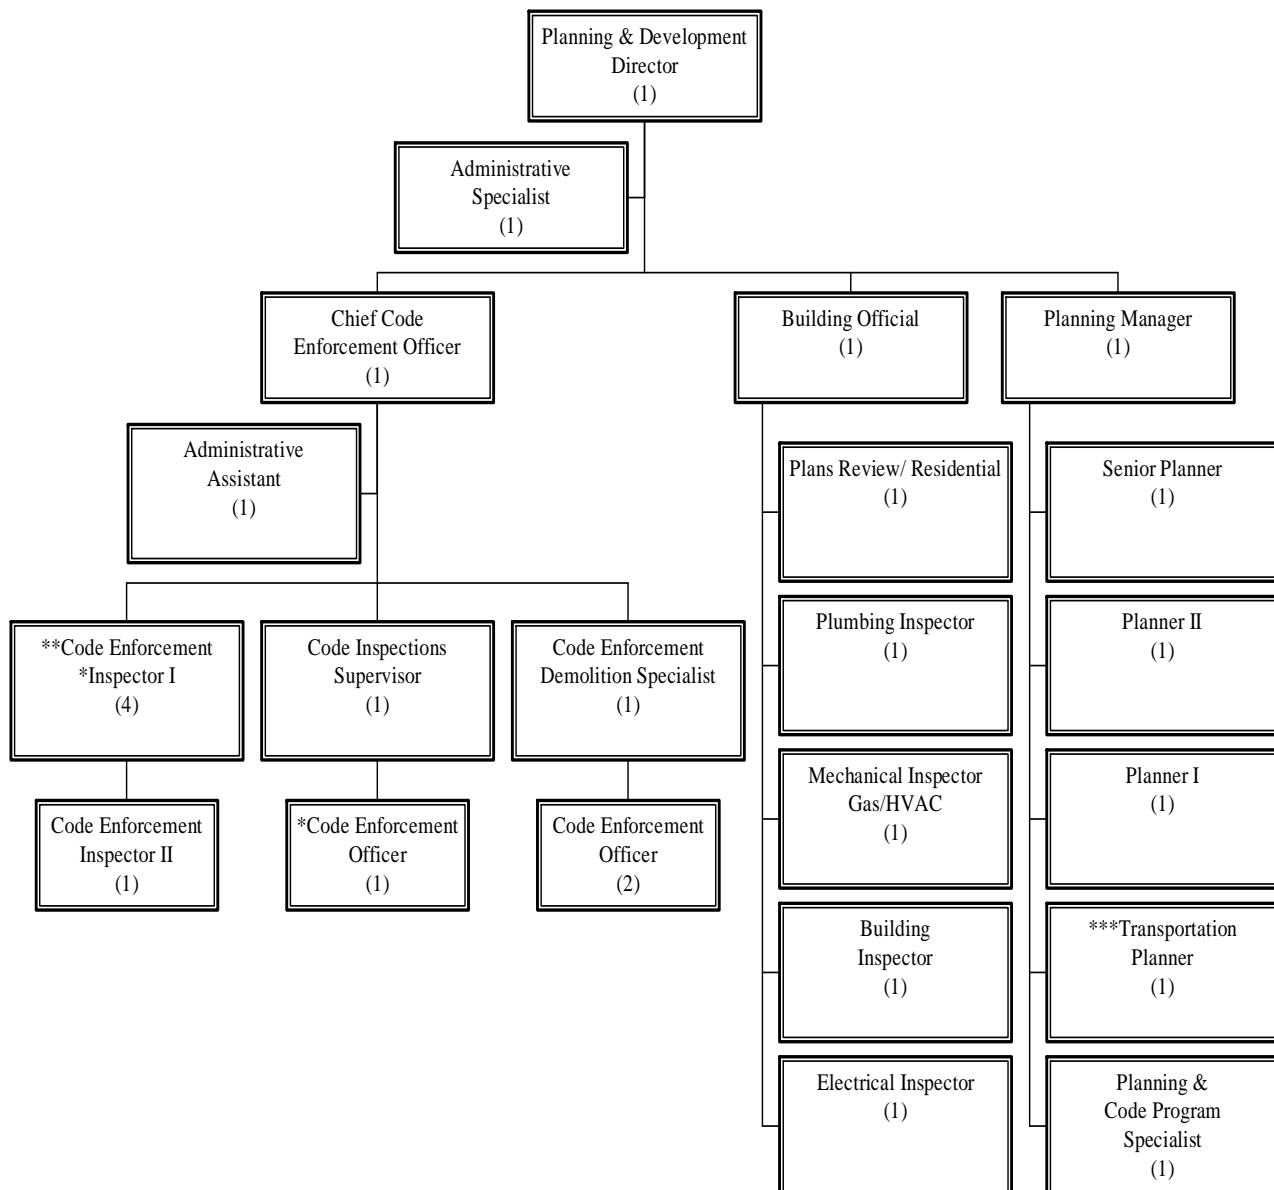 Planning & Development
Director
(1)
Administrative
Specialist
(1)
Chief Code
Enforcement Officer
(1)
Building Official
(1)
Planning Manager
(1)
Administrative
Assistant
(1)
**Code Enforcement
*Inspector I
(4)
Code Inspections
Supervisor
(1)
Code Enforcement
Demolition Specialist
(1)
Code Enforcement
Inspector II
(1)
*Code Enforcement
Officer
(1)
Code Enforcement
Officer
(2)
Plans Review/ Residential
(1)
Plumbing Inspector
(1)
Mechanical Inspector
Gas/HVAC
(1)
Building
Inspector
(1)
Electrical Inspector
(1)
Senior Planner
(1)
Planner II
(1)
Planner I
(1)
***Transportation
Planner
(1)
Planning &
Code Program
Specialist
(1)